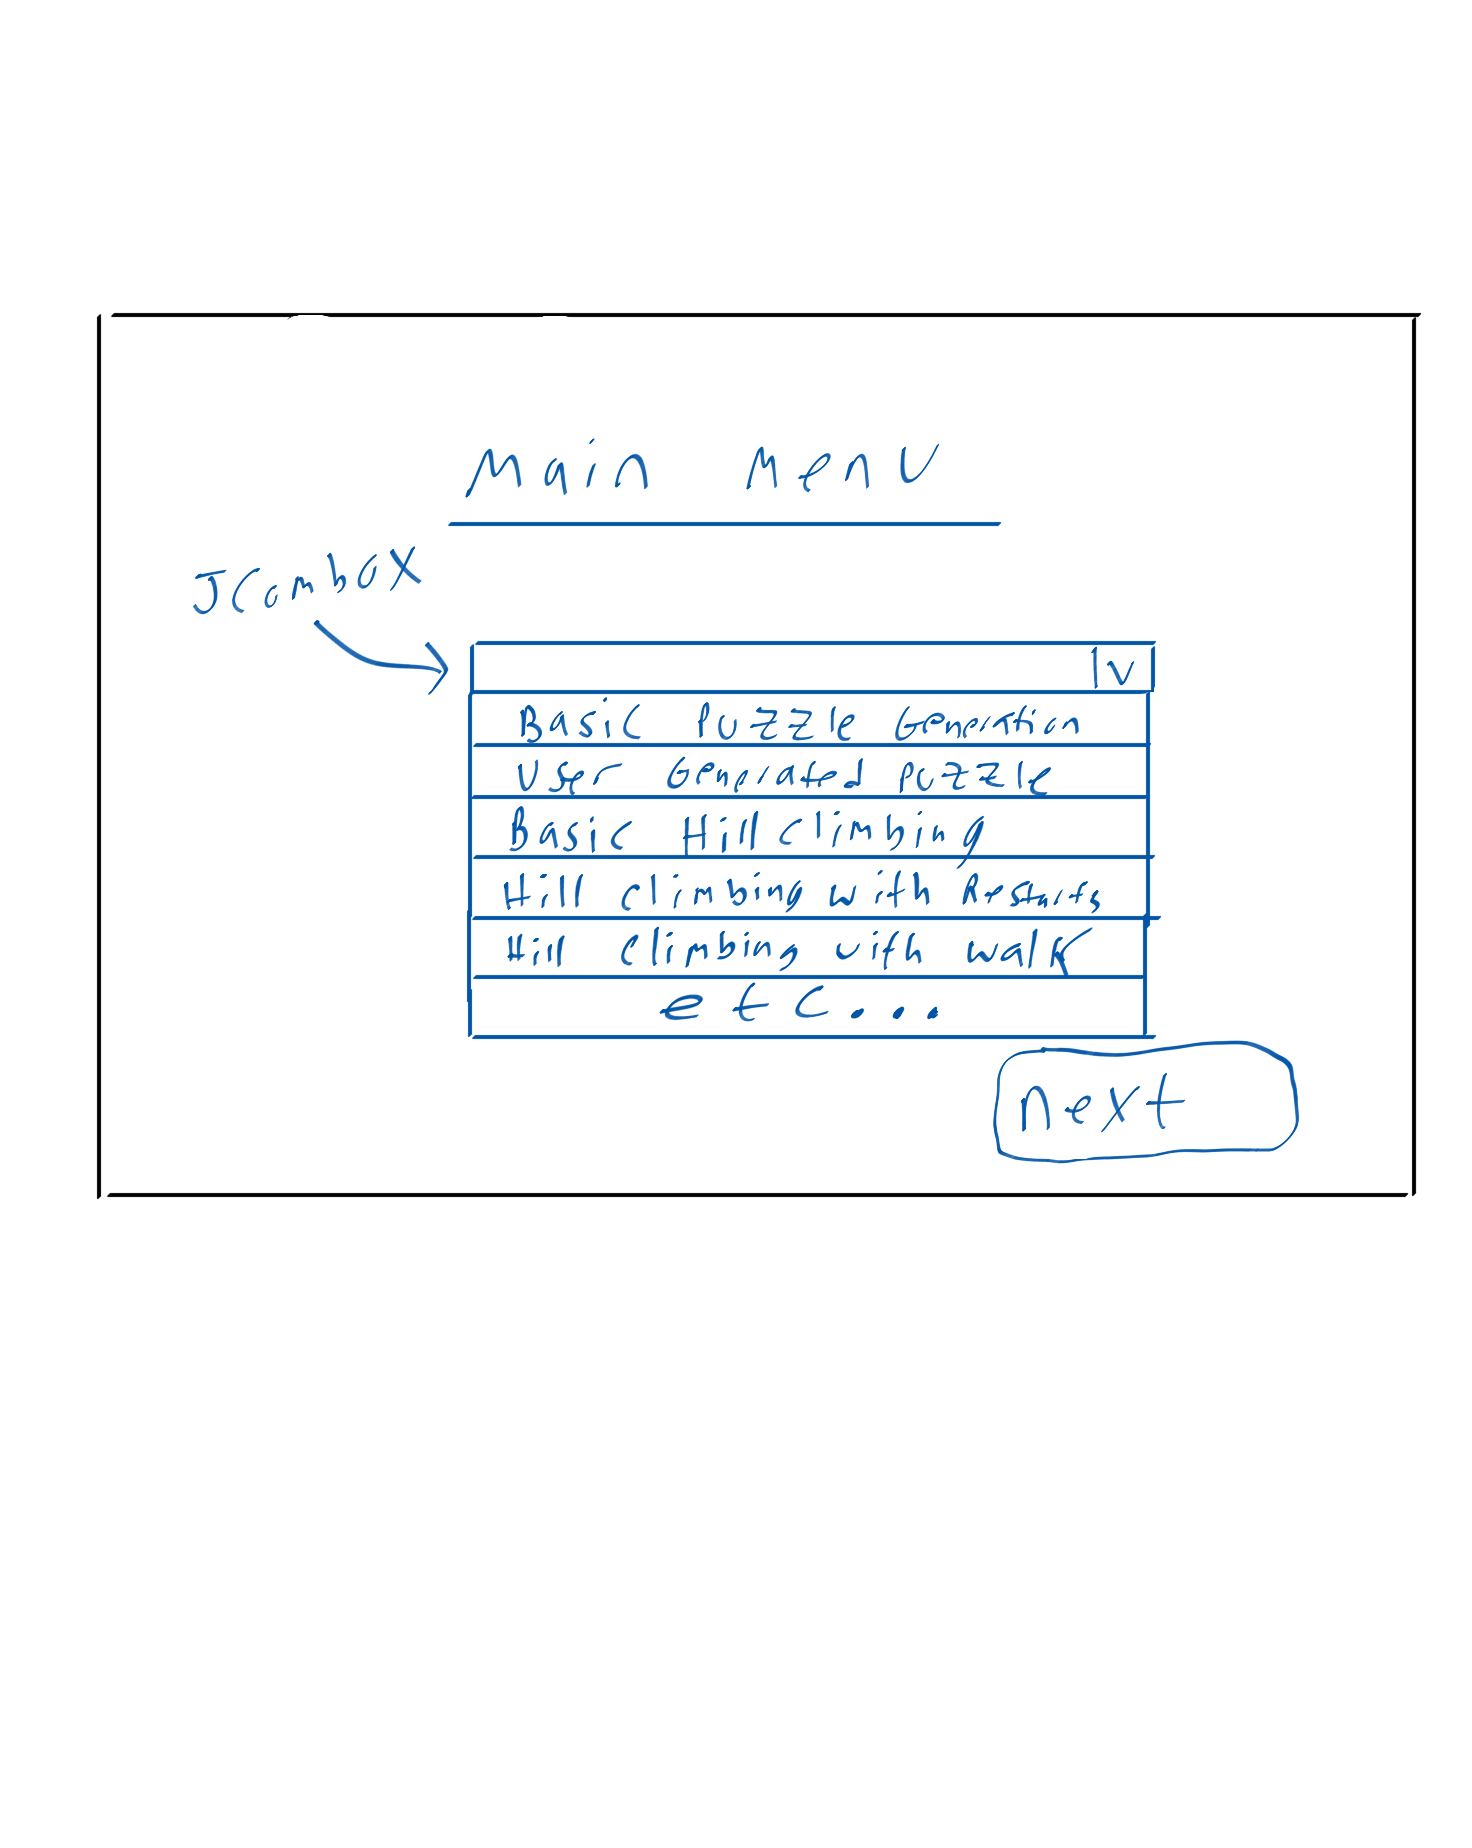 Main Menu
JCombox
Basic Puzzle Generation
User Generated Puzzle
Basic Hill climbing
Hill climbing with Restarts
Hill climbing with walk
etc...
next